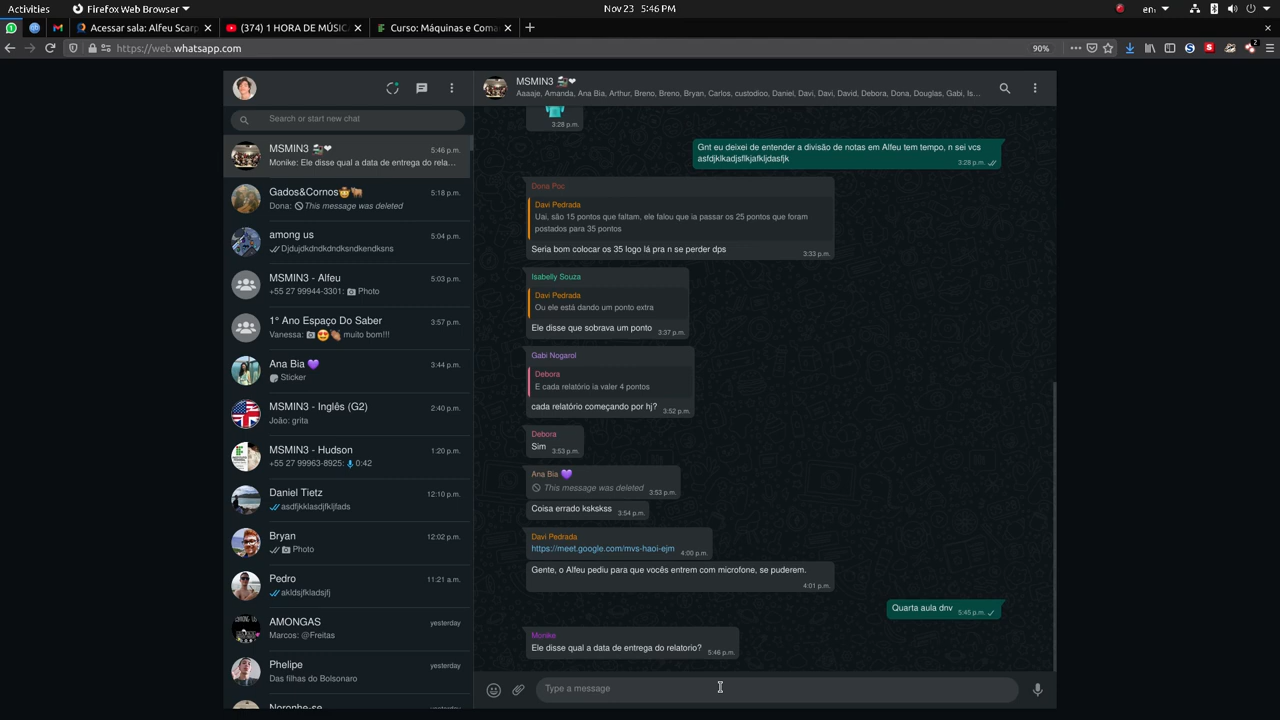 Activities
Firefox Web Browser
Nov 23 5:46 PM
en
Acessar sala: Alfeu Scarp
(374) 1 HORA DE MÚSICA
Curso: Máquinas e Coma
https://web.whatsapp.com
90%
2
Search or start new chat
MSMIN3
5:46 p.m.
Monike: Ele disse qual a data de entrega do rela...
Gados&Cornos
5:18 p.m.
Dona: This message was deleted
among us
5:04 p.m.
Djdujdkdndkdndksndkendksns
MSMIN3 - Alfeu
5:03 p.m.
+55 27 99944-3301: Photo
1° Ano Espaço Do Saber
3:57 p.m.
Vanessa: muito bom!!!
Ana Bia
3:44 p.m.
Sticker
MSMIN3 - Inglês (G2)
2:40 p.m.
João: grita
MSMIN3 - Hudson
1:20 p.m.
+55 27 99963-8925: 0:42
Daniel Tietz
12:10 p.m.
asdfjkklasdjfkljfads
Bryan
12:02 p.m.
Photo
Pedro
11:21 a.m.
akldsjfkladsjfj
AMONGAS
yesterday
Marcos: @Freitas
Phelipe
yesterday
Das filhas do Bolsonaro
Noronhe-se
yesterday
MSMIN3
Aaaaje, Amanda, Ana Bia, Arthur, Breno, Breno, Bryan, Carlos, custodioo, Daniel, Davi, Davi, David, Debora, Dona, Douglas, Gabi, Is...
3:28 p.m.
Gnt eu deixei de entender a divisão de notas em Alfeu tem tempo, n sei vcs
asfdjklkadjsflkjafkljdasfjk
3:28 p.m.
Dona Poc
Davi Pedrada
Uai, são 15 pontos que faltam, ele falou que ia passar os 25 pontos que foram
postados para 35 pontos
Seria bom colocar os 35 logo lá pra n se perder dps
3:33 p.m.
Isabelly Souza
Davi Pedrada
Ou ele está dando um ponto extra
Ele disse que sobrava um ponto
3:37 p.m.
Gabi Nogarol
Debora
E cada relatório ia valer 4 pontos
cada relatório começando por hj?
3:52 p.m.
Debora
Sim
3:53 p.m.
Ana Bia
This message was deleted
3:53 p.m.
Coisa errado kskskss
3:54 p.m.
Davi Pedrada
https://meet.google.com/mvs-haoi-ejm
4:00 p.m.
Gente, o Alfeu pediu para que vocês entrem com microfone, se puderem.
4:01 p.m.
Quarta aula dnv
5:45 p.m.
Monike
Ele disse qual a data de entrega do relatorio?
5:46 p.m.
Type a message